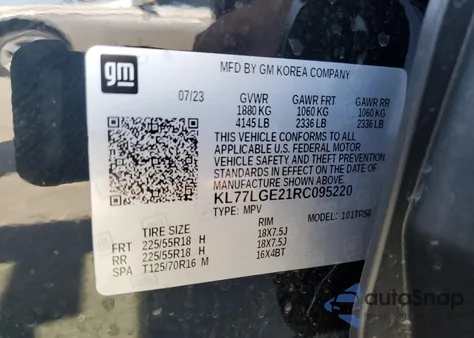 gm
MFD BY GM KOREA COMPANY
07/23 GVWR GAWR FRT GAWR RR
1880 KG 1060 KG 1060 KG
4145 LB 2336 LB 2336 LB
THIS VEHICLE CONFORMS TO ALL
APPLICABLE U.S. FEDERAL MOTOR
VEHICLE SAFETY AND THEFT PREVENTION
STANDARDS IN EFFECT ON THE DATE OF
MANUFACTURE SHOWN ABOVE.
KL77LGE21RC095220
TYPE: MPV MODEL: 101TR58
TIRE SIZE RIM
FRT 225/55R18 H 18X7.5J
RR 225/55R18 H 18X7.5J
SPA T125/70R16 M 16X4BT
autoSnap